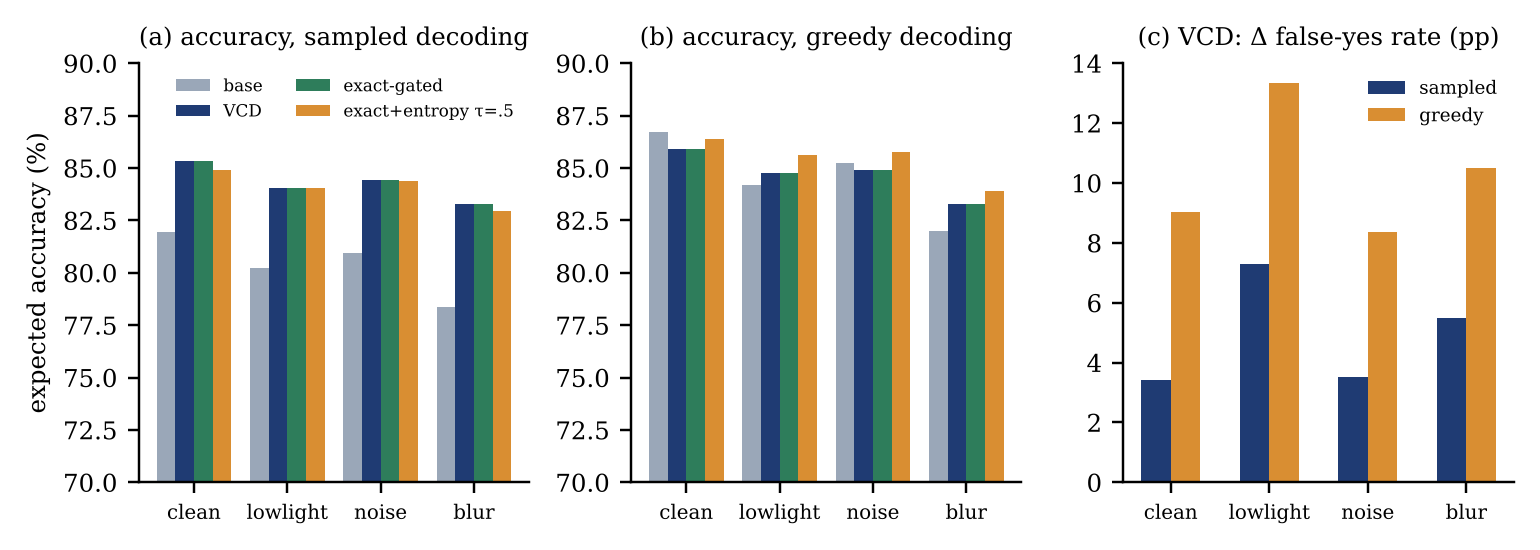 (a) accuracy, sampled decoding
expected accuracy (%)
90.0
87.5
85.0
82.5
80.0
77.5
75.0
72.5
70.0
base
VCD
exact-gated
exact+entropy τ=.5
clean lowlight noise blur
(b) accuracy, greedy decoding
90.0
87.5
85.0
82.5
80.0
77.5
75.0
72.5
70.0
clean lowlight noise blur
(c) VCD: Δ false-yes rate (pp)
14
12
10
8
6
4
2
0
sampled
greedy
clean lowlight noise blur